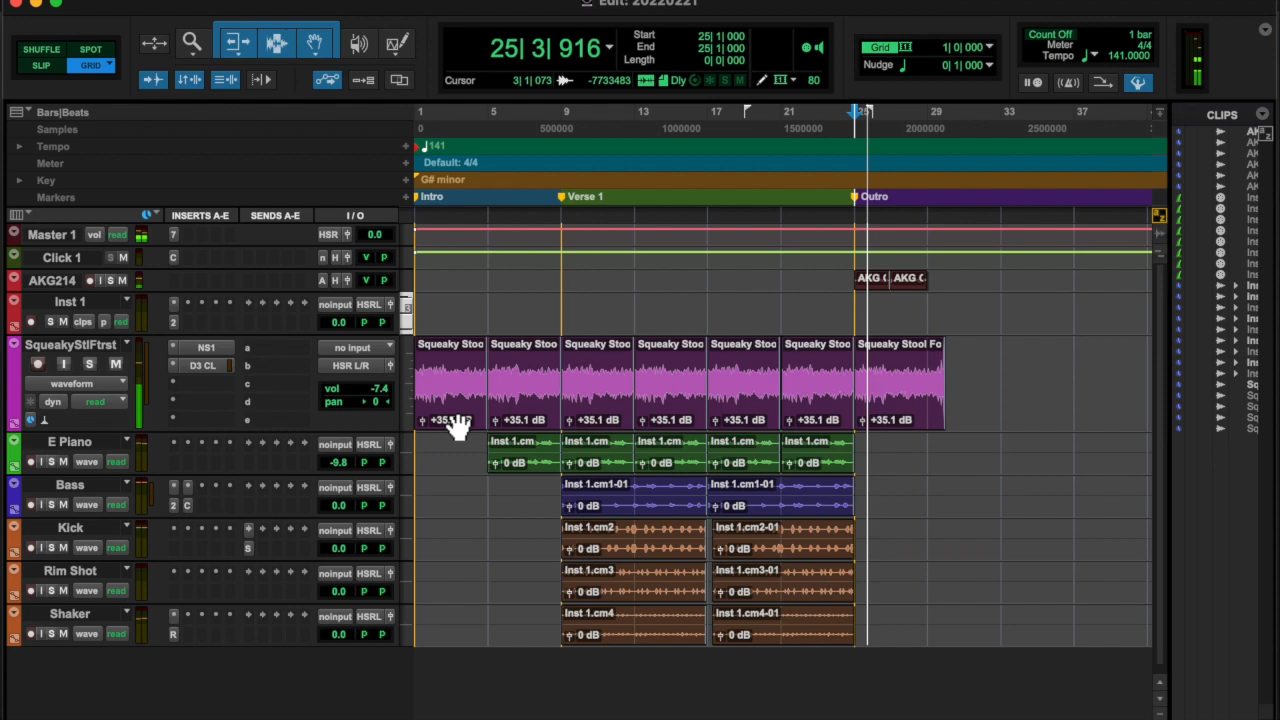 Edit: 20220221
SHUFFLE SPOT
SLIP GRID
25| 3| 916
Start 25| 1| 000
End 25| 1| 000
Length 0| 0| 000
Cursor 3| 1| 073 -7733483 Dly S M 80
Grid 1| 0| 000
Nudge 0| 1| 000
Count Off 1 bar
Meter 4/4
Tempo 141.0000
Bars|Beats 1 5 9 13 17 21 25 29 33 37
Samples 0 500000 1000000 1500000 2000000 2500000
Tempo 141
Meter Default: 4/4
Key G# minor
Markers Intro Verse 1 Outro
INSERTS A-E SENDS A-E I / O
CLIPS
Master 1 vol read 7 HSR 0.0
Click 1 S M C n H V P
AKG214 I S M A H V P AKG AKG
Inst 1 noinput HSRL
S M clps p red 2 0.0 P P
SqueakyStlFtrst NS1 a no input Squeaky Stoo Squeaky Stoo Squeaky Stoo Squeaky Stoo Squeaky Stoo Squeaky Stoo Squeaky Stool Fo
I S M D3 CL b HSR L/R
waveform c vol -7.4
dyn read d pan 0
e +35.1 dB +35.1 dB +35.1 dB +35.1 dB +35.1 dB +35.1 dB
E Piano noinput HSRL Inst 1.cm Inst 1.cm Inst 1.cm Inst 1.cm Inst 1.cm
I S M wave read -9.8 P P 0 dB 0 dB 0 dB 0 dB 0 dB
Bass noinput HSRL Inst 1.cm1-01 Inst 1.cm1-01
I S M wave read 2 C 0.0 P P 0 dB 0 dB
Kick noinput HSRL Inst 1.cm2 Inst 1.cm2-01
I S M wave read S 0.0 P P 0 dB 0 dB
Rim Shot noinput HSRL Inst 1.cm3 Inst 1.cm3-01
I S M wave read 0.0 P P 0 dB 0 dB
Shaker noinput HSRL Inst 1.cm4 Inst 1.cm4-01
I S M wave read R 0.0 P P 0 dB 0 dB